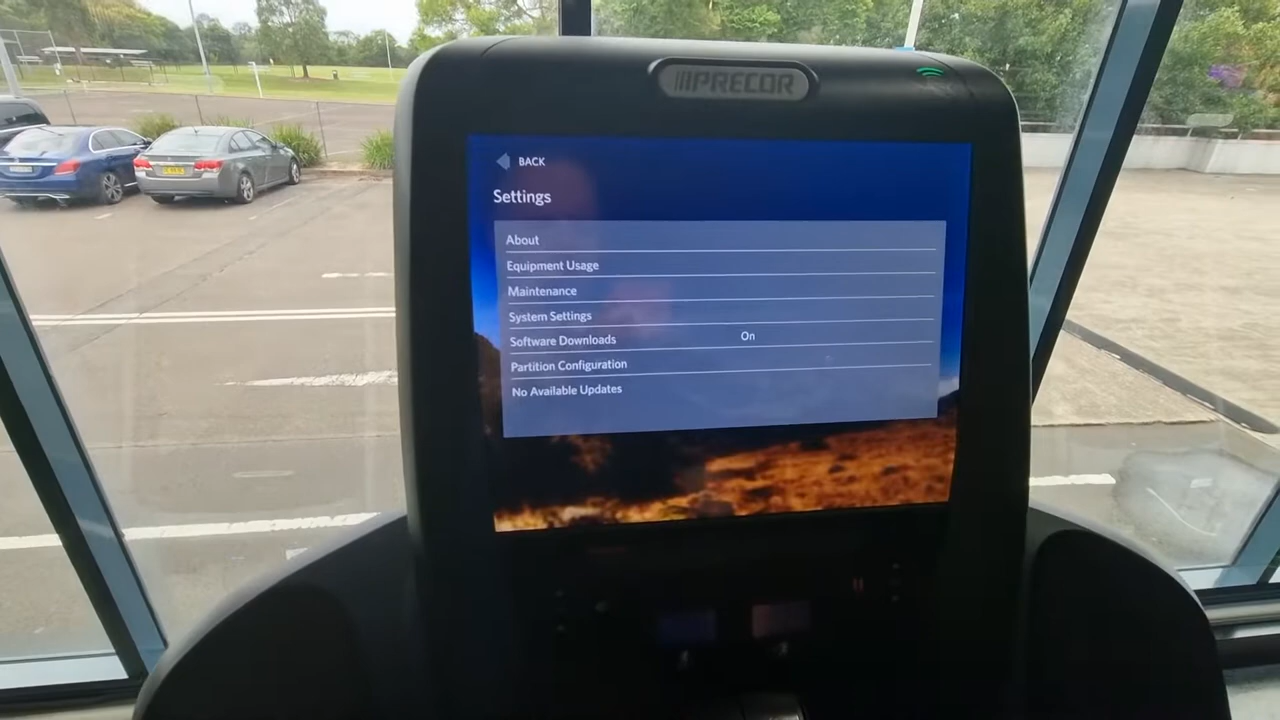 PRECOR
BACK
Settings
About
Equipment Usage
Maintenance
System Settings
Software Downloads On
Partition Configuration
No Available Updates